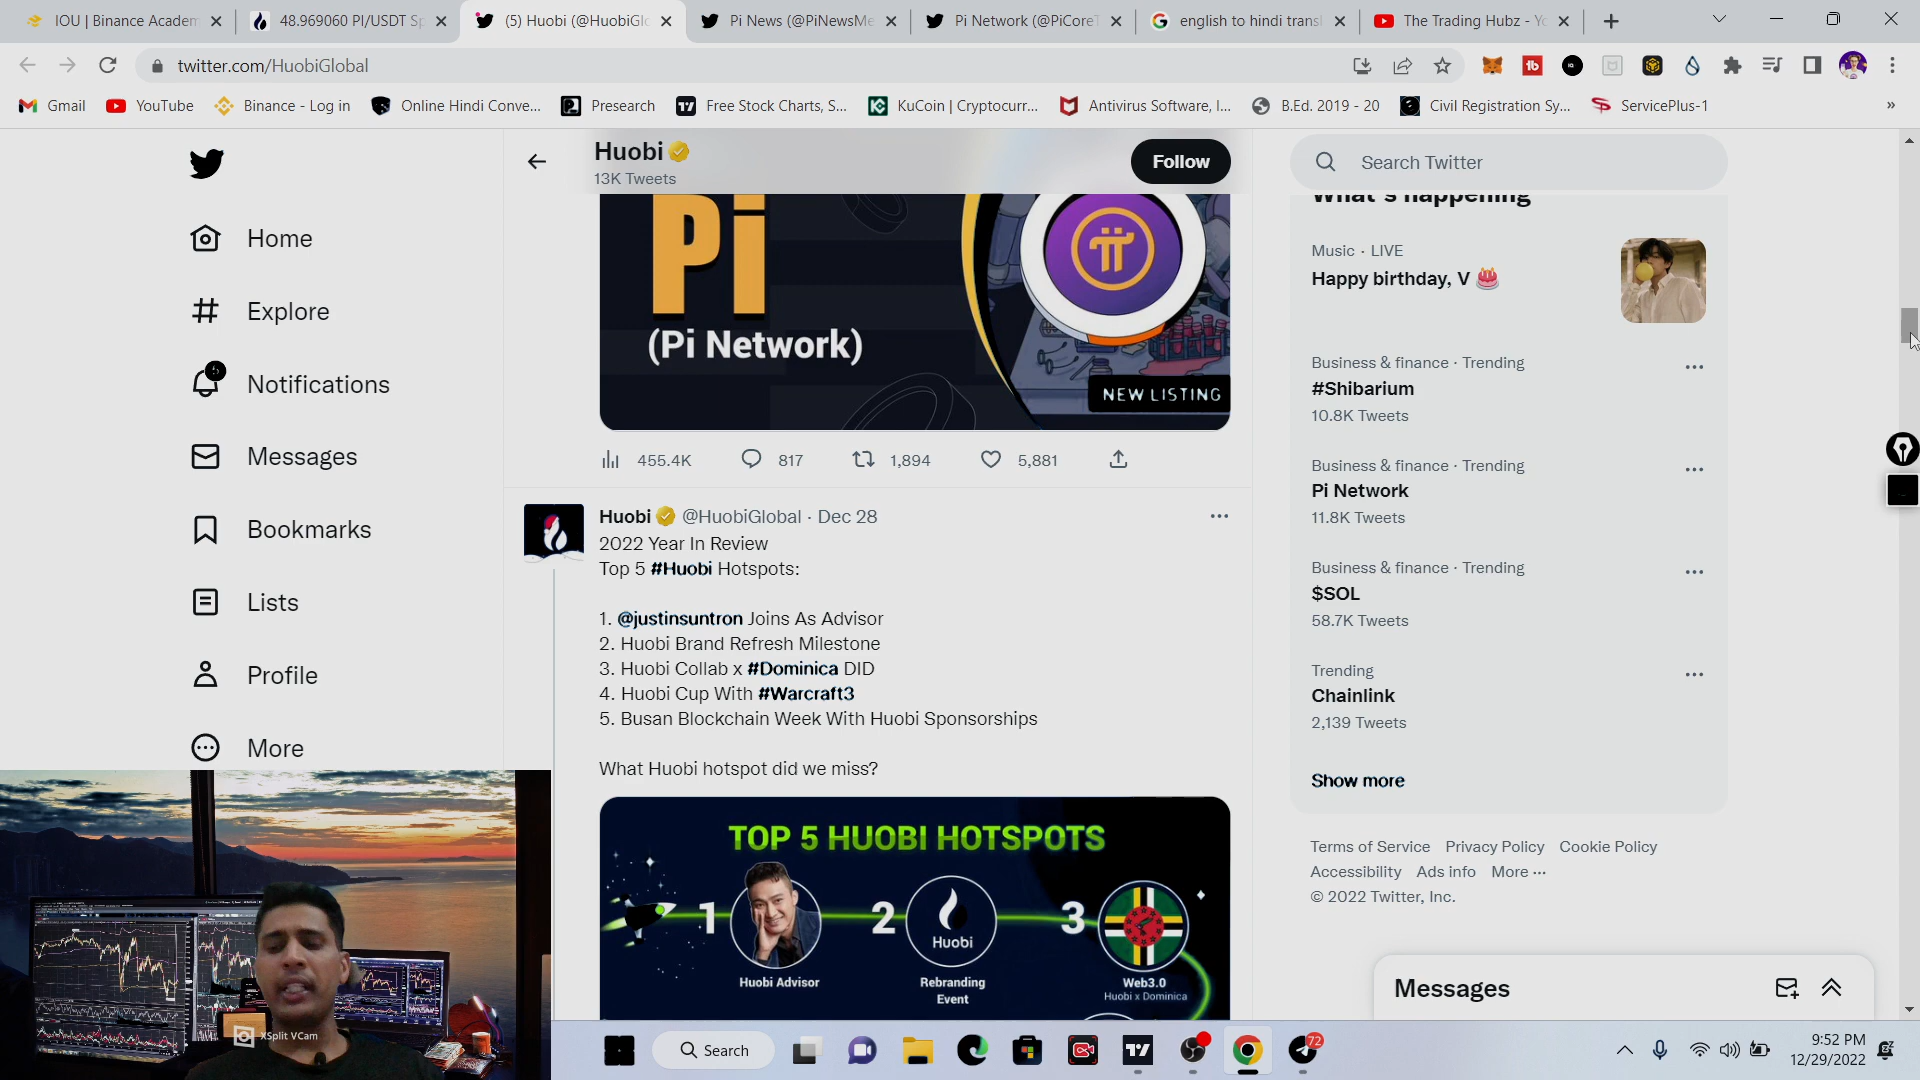 IOU | Binance Academ
48.969060 PI/USDT Sp
(5) Huobi (@HuobiGlo
Pi News (@PiNewsMe
Pi Network (@PiCoreT
english to hindi transl
The Trading Hubz - Yo
twitter.com/HuobiGlobal
Gmail
YouTube
Binance - Log in
Online Hindi Conve...
Presearch
Free Stock Charts, S...
KuCoin | Cryptocurr...
Antivirus Software, I...
B.Ed. 2019 - 20
Civil Registration Sy...
ServicePlus-1
Home
Explore
Notifications
Messages
Bookmarks
Lists
Profile
More
Huobi
13K Tweets
Follow
Pi
(Pi Network)
NEW LISTING
455.4K
817
1,894
5,881
Huobi @HuobiGlobal · Dec 28
2022 Year In Review
Top 5 #Huobi Hotspots:
1. @justinsuntron Joins As Advisor
2. Huobi Brand Refresh Milestone
3. Huobi Collab x #Dominica DID
4. Huobi Cup With #Warcraft3
5. Busan Blockchain Week With Huobi Sponsorships
What Huobi hotspot did we miss?
TOP 5 HUOBI HOTSPOTS
1
2
3
Huobi
Huobi Advisor
Rebranding
Event
Web3.0
Huobi x Dominica
Search Twitter
What's happening
Music · LIVE
Happy birthday, V
Business & finance · Trending
#Shibarium
10.8K Tweets
Business & finance · Trending
Pi Network
11.8K Tweets
Business & finance · Trending
$SOL
58.7K Tweets
Trending
Chainlink
2,139 Tweets
Show more
Terms of Service Privacy Policy Cookie Policy
Accessibility Ads info More ···
© 2022 Twitter, Inc.
Messages
XSplit VCam
Search
72
9:52 PM
12/29/2022